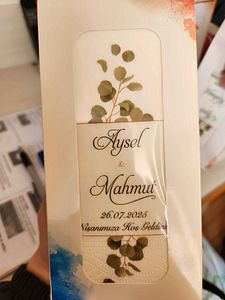 Aysel
&
Mahmut
26.07.2025
Nişanımıza Hoş Geldiniz